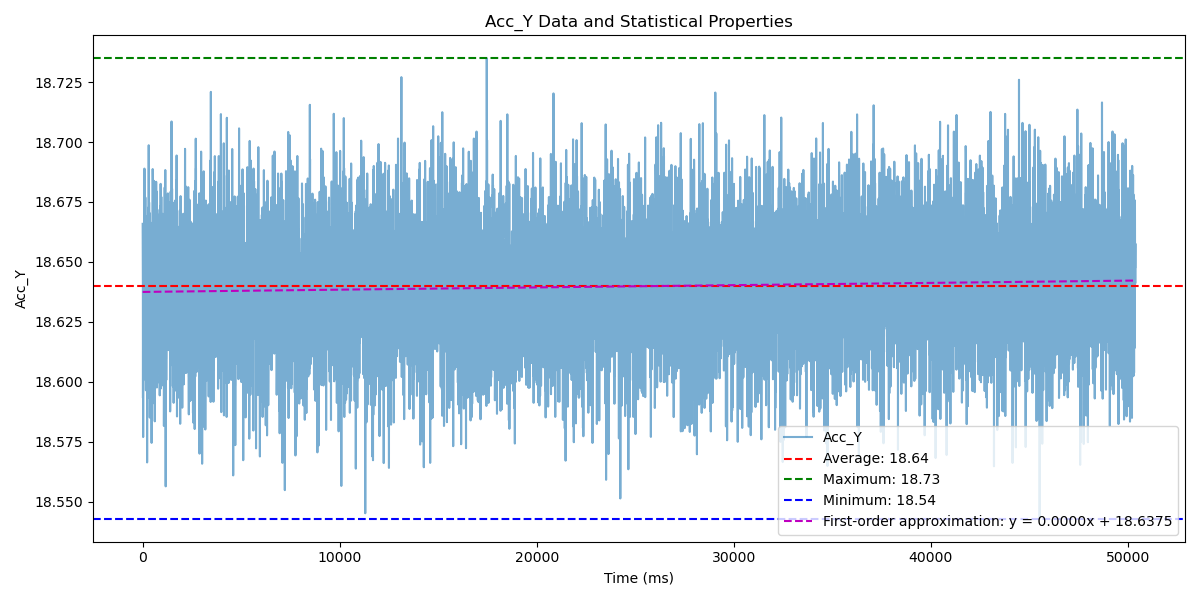 Acc_Y Data and Statistical Properties
18.725
18.700
18.675
18.650
18.625
18.600
18.575
18.550
Acc_Y
Acc_Y
Average: 18.64
Maximum: 18.73
Minimum: 18.54
First-order approximation: y = 0.0000x + 18.6375
0
10000
20000
30000
40000
50000
Time (ms)